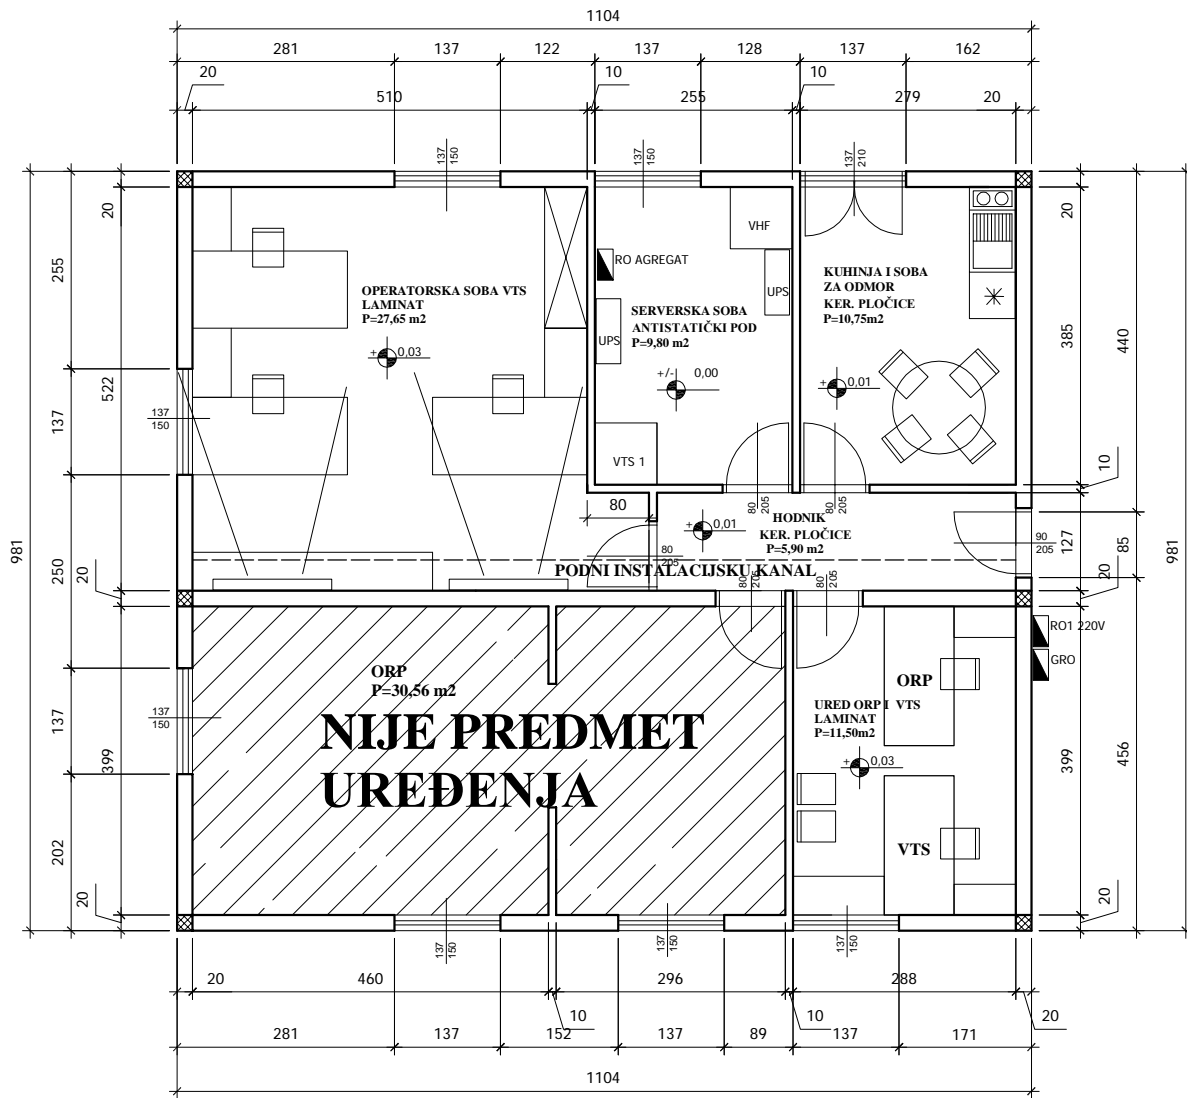 1104
281 137 122 137 128 137 162
20 10 10
510 255 279 20
137 150
137 150
137 210
VHF
RO AGREGAT
UPS
UPS
KUHINJA I SOBA
ZA ODMOR
KER. PLOČICE
P=10,75m2
OPERATORSKA SOBA VTS
LAMINAT
P=27,65 m2
SERVERSKA SOBA
ANTISTATIČKI POD
P=9,80 m2
+ 0,03
+/- 0,00
+ 0,01
137
150
VTS 1
80
80 205
80 205
+ 0,01
HODNIK
KER. PLOČICE
P=5,90 m2
80
205
90
205
PODNI INSTALACIJSKU KANAL
80 205
80 205
RO1 220V
GRO
ORP
P=30,56 m2
NIJE PREDMET
UREĐENJA
ORP
URED ORP I VTS
LAMINAT
P=11,50m2
+ 0,03
VTS
137
150
137 150
137 150
137 150
981
255 137 250 137 202
20 522 20 399 20
20 385 10 127 20 399 20
440 85 456
981
20 460 296 288
10 10 20
281 137 152 137 89 137 171
1104